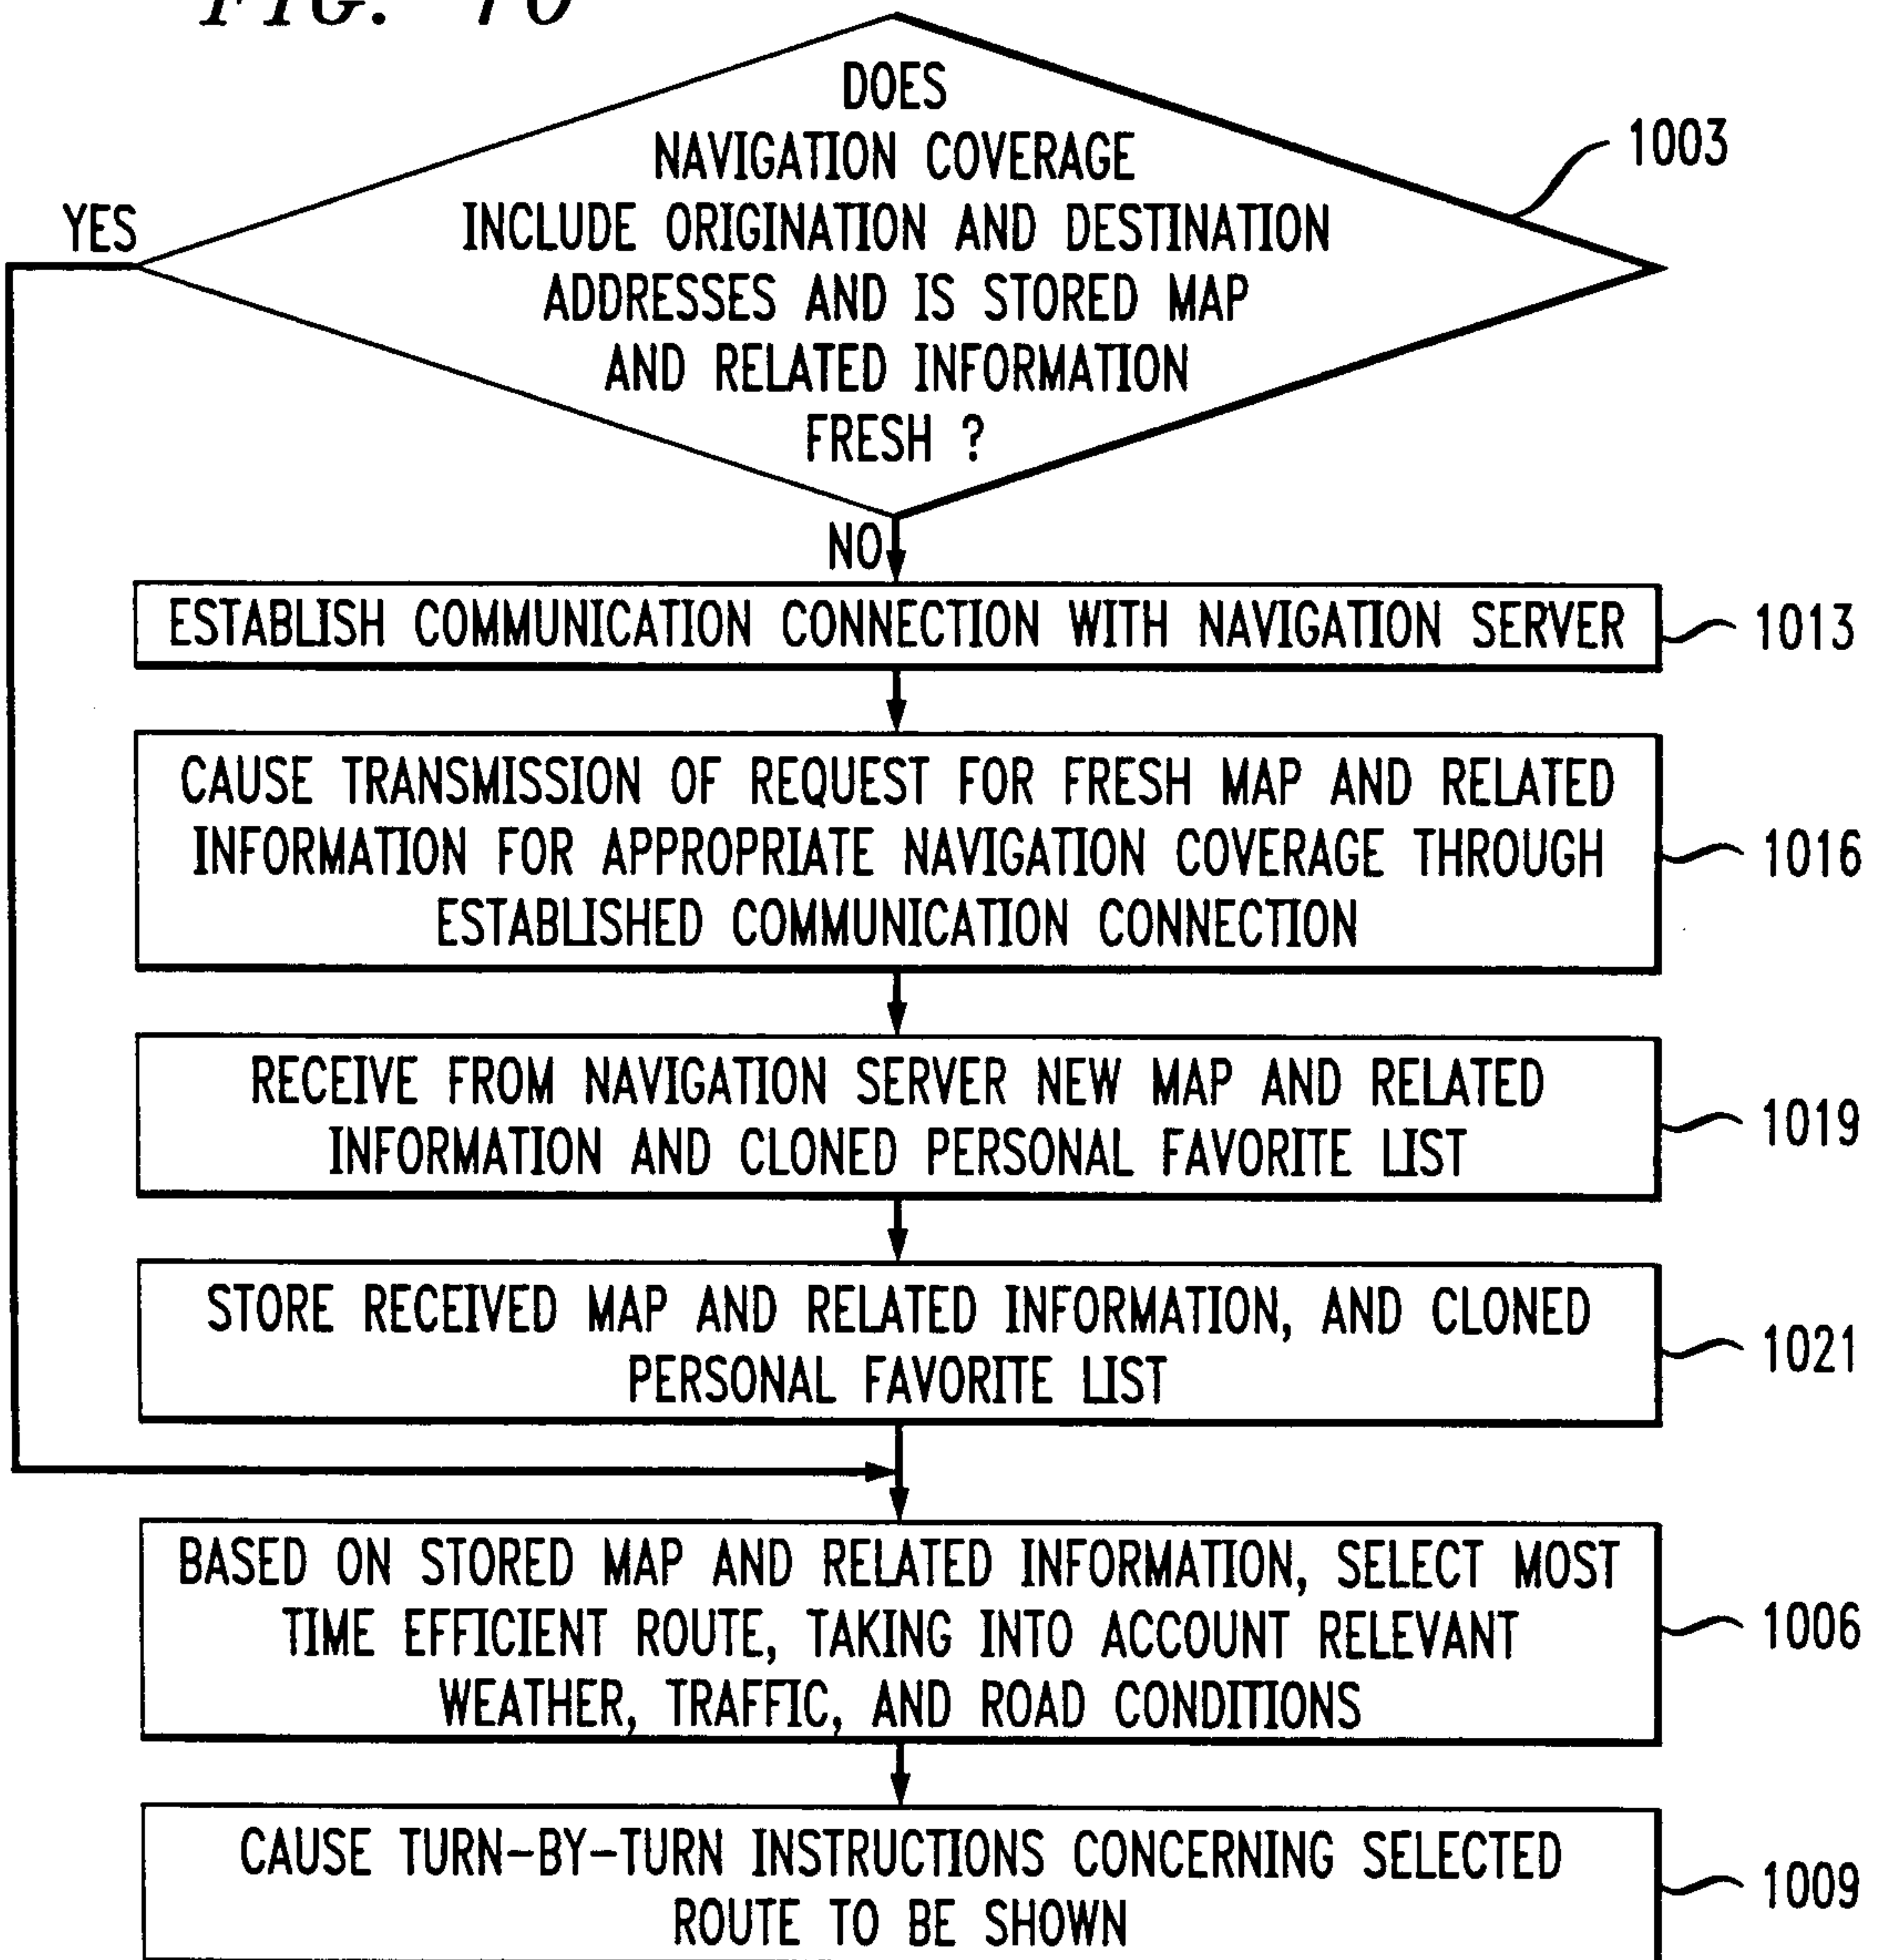 FIG. 10
DOES
NAVIGATION COVERAGE
INCLUDE ORIGINATION AND DESTINATION
ADDRESSES AND IS STORED MAP
AND RELATED INFORMATION
FRESH ?
1003
YES
NO
ESTABLISH COMMUNICATION CONNECTION WITH NAVIGATION SERVER
1013
CAUSE TRANSMISSION OF REQUEST FOR FRESH MAP AND RELATED
INFORMATION FOR APPROPRIATE NAVIGATION COVERAGE THROUGH
ESTABLISHED COMMUNICATION CONNECTION
1016
RECEIVE FROM NAVIGATION SERVER NEW MAP AND RELATED
INFORMATION AND CLONED PERSONAL FAVORITE LIST
1019
STORE RECEIVED MAP AND RELATED INFORMATION, AND CLONED
PERSONAL FAVORITE LIST
1021
BASED ON STORED MAP AND RELATED INFORMATION, SELECT MOST
TIME EFFICIENT ROUTE, TAKING INTO ACCOUNT RELEVANT
WEATHER, TRAFFIC, AND ROAD CONDITIONS
1006
CAUSE TURN-BY-TURN INSTRUCTIONS CONCERNING SELECTED
ROUTE TO BE SHOWN
1009